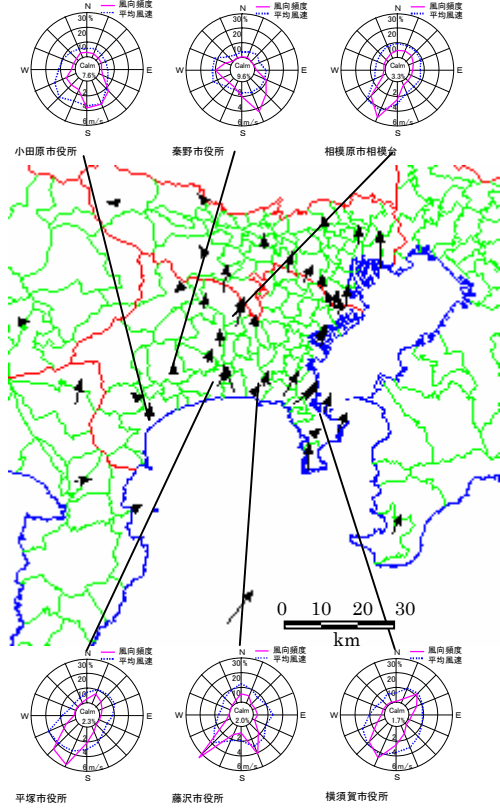 N
風向頻度
平均風速
30%
20
10
Calm
7.6%
W
E
2
4
6m/s
S
小田原市役所
N
風向頻度
平均風速
30%
20
10
Calm
9.6%
W
E
2
4
6m/s
S
秦野市役所
N
風向頻度
平均風速
30%
20
10
Calm
3.3%
W
E
2
4
6m/s
S
相模原市相模台
0 10 20 30
km
N
風向頻度
平均風速
30%
20
10
Calm
2.3%
W
E
2
4
6m/s
S
平塚市役所
N
風向頻度
平均風速
30%
20
10
Calm
2.0%
W
E
2
4
6m/s
S
藤沢市役所
N
風向頻度
平均風速
30%
20
10
Calm
1.7%
W
E
2
4
6m/s
S
横須賀市役所